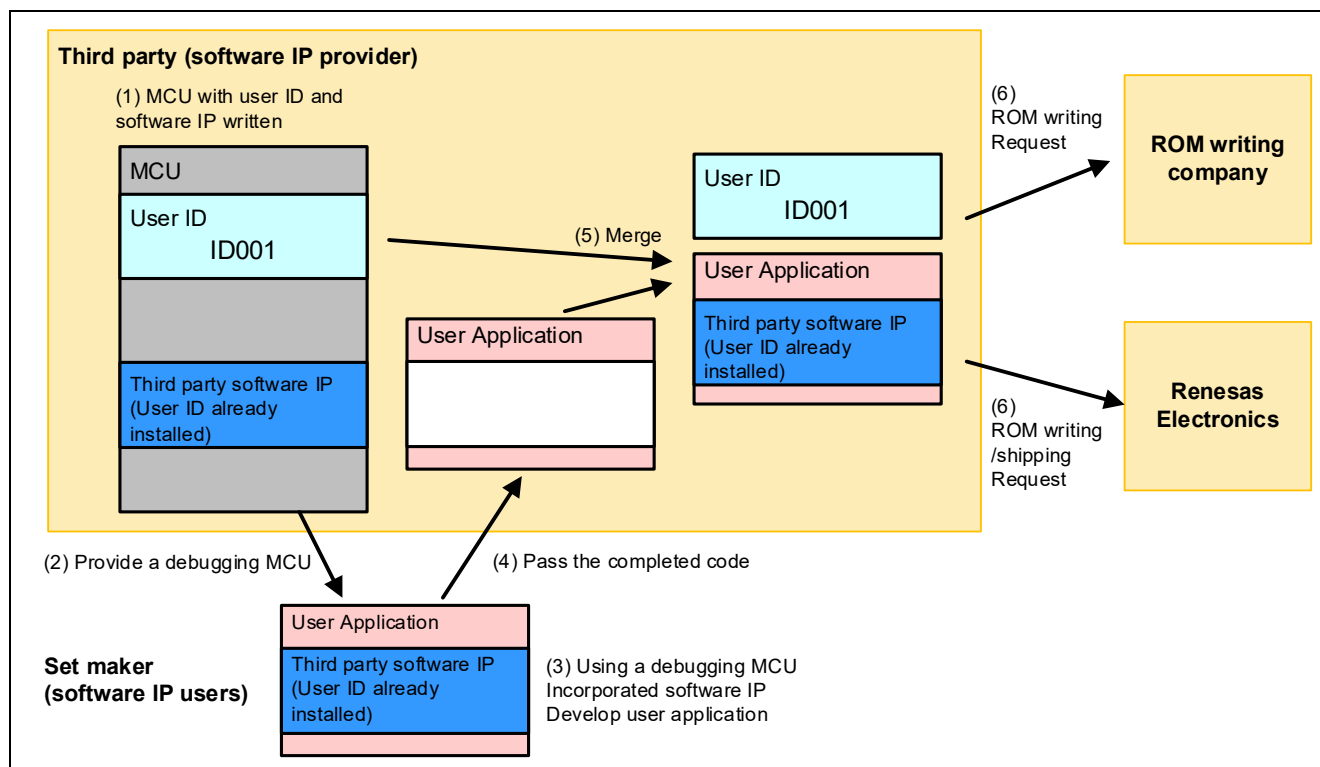 Third party (software IP provider)
(1) MCU with user ID and
software IP written
MCU
User ID
ID001
Third party software IP
(User ID already
installed)
(5) Merge
User Application
User ID
ID001
User Application
Third party software IP
(User ID already
installed)
(6)
ROM writing
Request
ROM writing
company
(6)
ROM writing
/shipping
Request
Renesas
Electronics
(2) Provide a debugging MCU
(4) Pass the completed code
Set maker
(software IP users)
User Application
Third party software IP
(User ID already
installed)
(3) Using a debugging MCU
Incorporated software IP
Develop user application